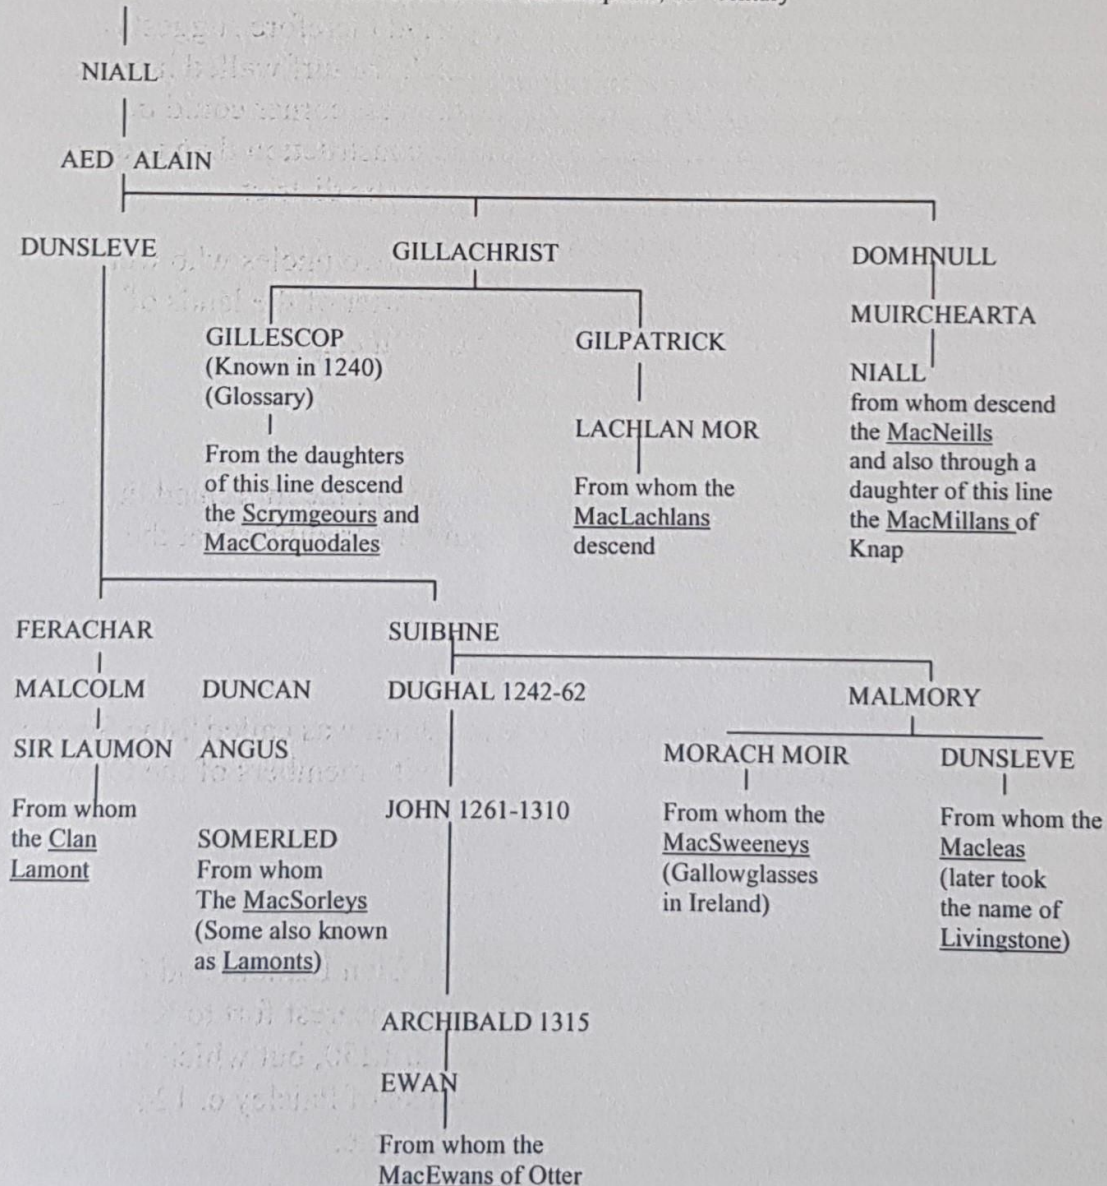 NIALL
AED ALAIN
DUNSLEVE
GILLACHRIST
DOMHNULL
GILLESCOP
(Known in 1240)
(Glossary)
From the daughters
of this line descend
the Scrymgeours and
MacCorquodales
GILPATRICK
LACHLAN MOR
From whom the
MacLachlans
descend
MUIRCHEARTA
NIALL
from whom descend
the MacNeills
and also through a
daughter of this line
the MacMillans of
Knap
FERACHAR
SUIBHNE
MALCOLM
DUNCAN
DUGHAL 1242-62
MALMORY
SIR LAUMON
ANGUS
From whom
the Clan
Lamont
SOMERLED
From whom
The MacSorleys
(Some also known
as Lamonts)
JOHN 1261-1310
MORACH MOIR
From whom the
MacSweeneys
(Gallowglasses
in Ireland)
DUNSLEVE
From whom the
Macleas
(later took
the name of
Livingstone)
ARCHIBALD 1315
EWAN
From whom the
MacEwans of Otter